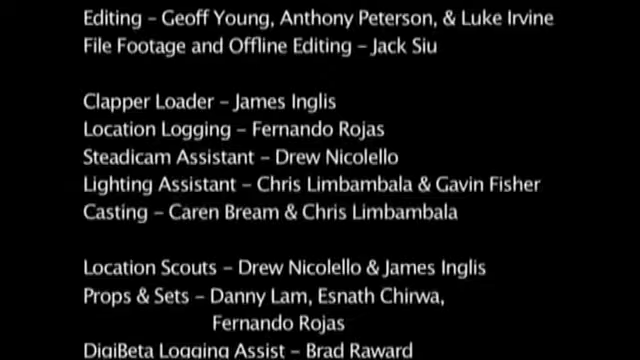 Editing – Geoff Young, Anthony Peterson, & Luke Irvine
File Footage and Offline Editing – Jack Siu
Clapper Loader – James Inglis
Location Logging – Fernando Rojas
Steadicam Assistant – Drew Nicolello
Lighting Assistant – Chris Limbambala & Gavin Fisher
Casting – Caren Bream & Chris Limbambala
Location Scouts – Drew Nicolello & James Inglis
Props & Sets – Danny Lam, Esnath Chirwa,
Fernando Rojas
DigiBeta Logging Assist – Brad Raward